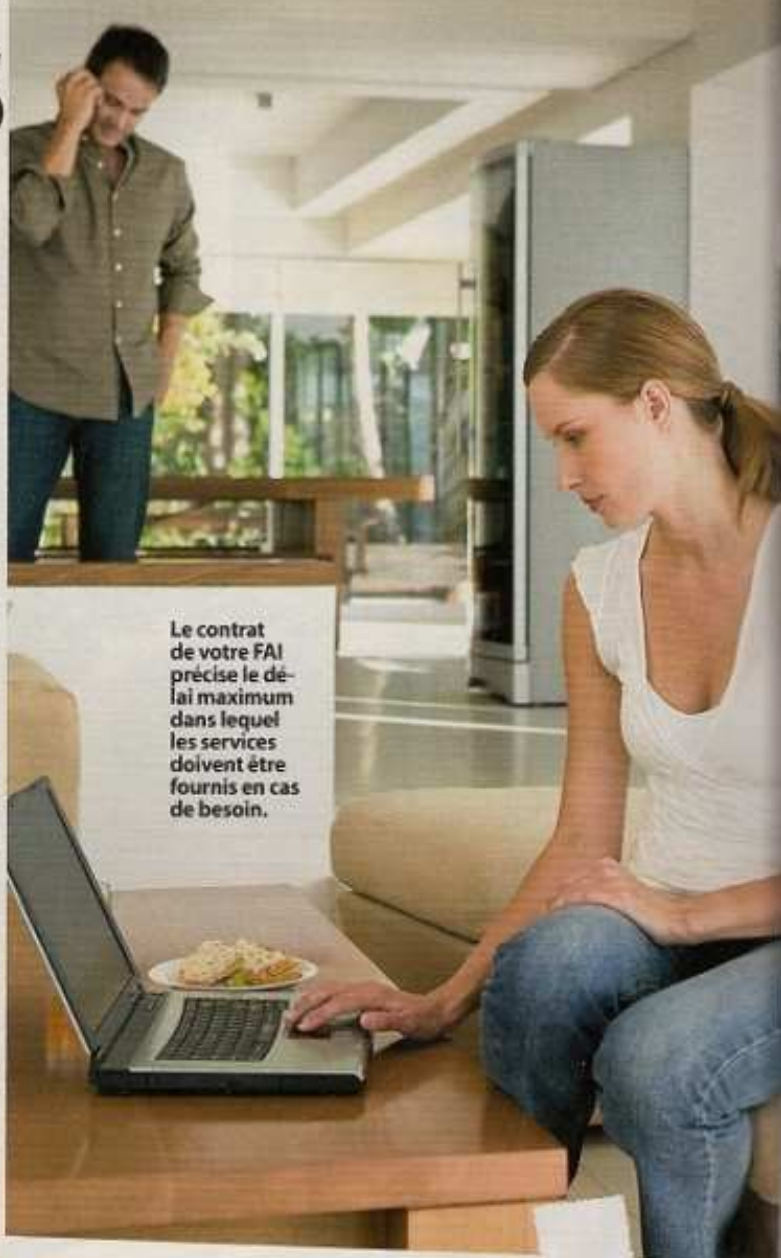 Le contrat
de votre FAI
précise le dé-
lai maximum
dans lequel
les services
doivent être
fournis en cas
de besoin.